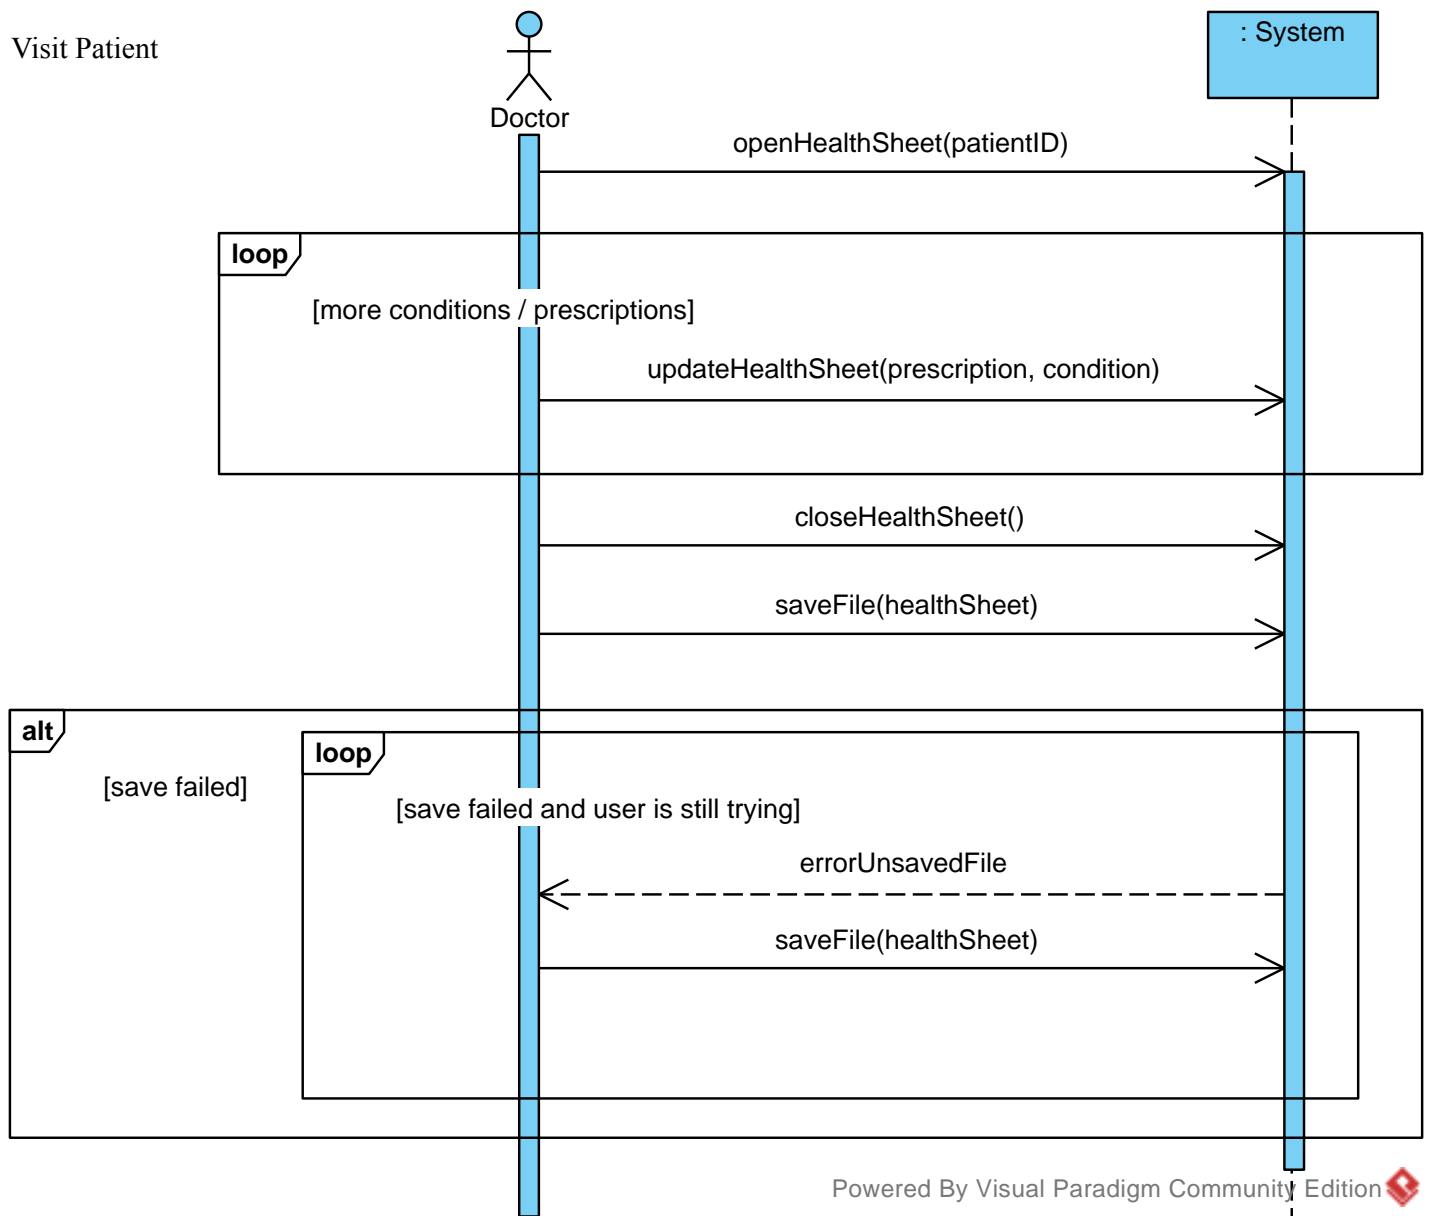 Visit Patient
: System
Doctor
openHealthSheet(patientID)
loop
[more conditions / prescriptions]
updateHealthSheet(prescription, condition)
closeHealthSheet()
saveFile(healthSheet)
alt
loop
[save failed]
[save failed and user is still trying]
errorUnsavedFile
saveFile(healthSheet)
Powered By Visual Paradigm Community Edition